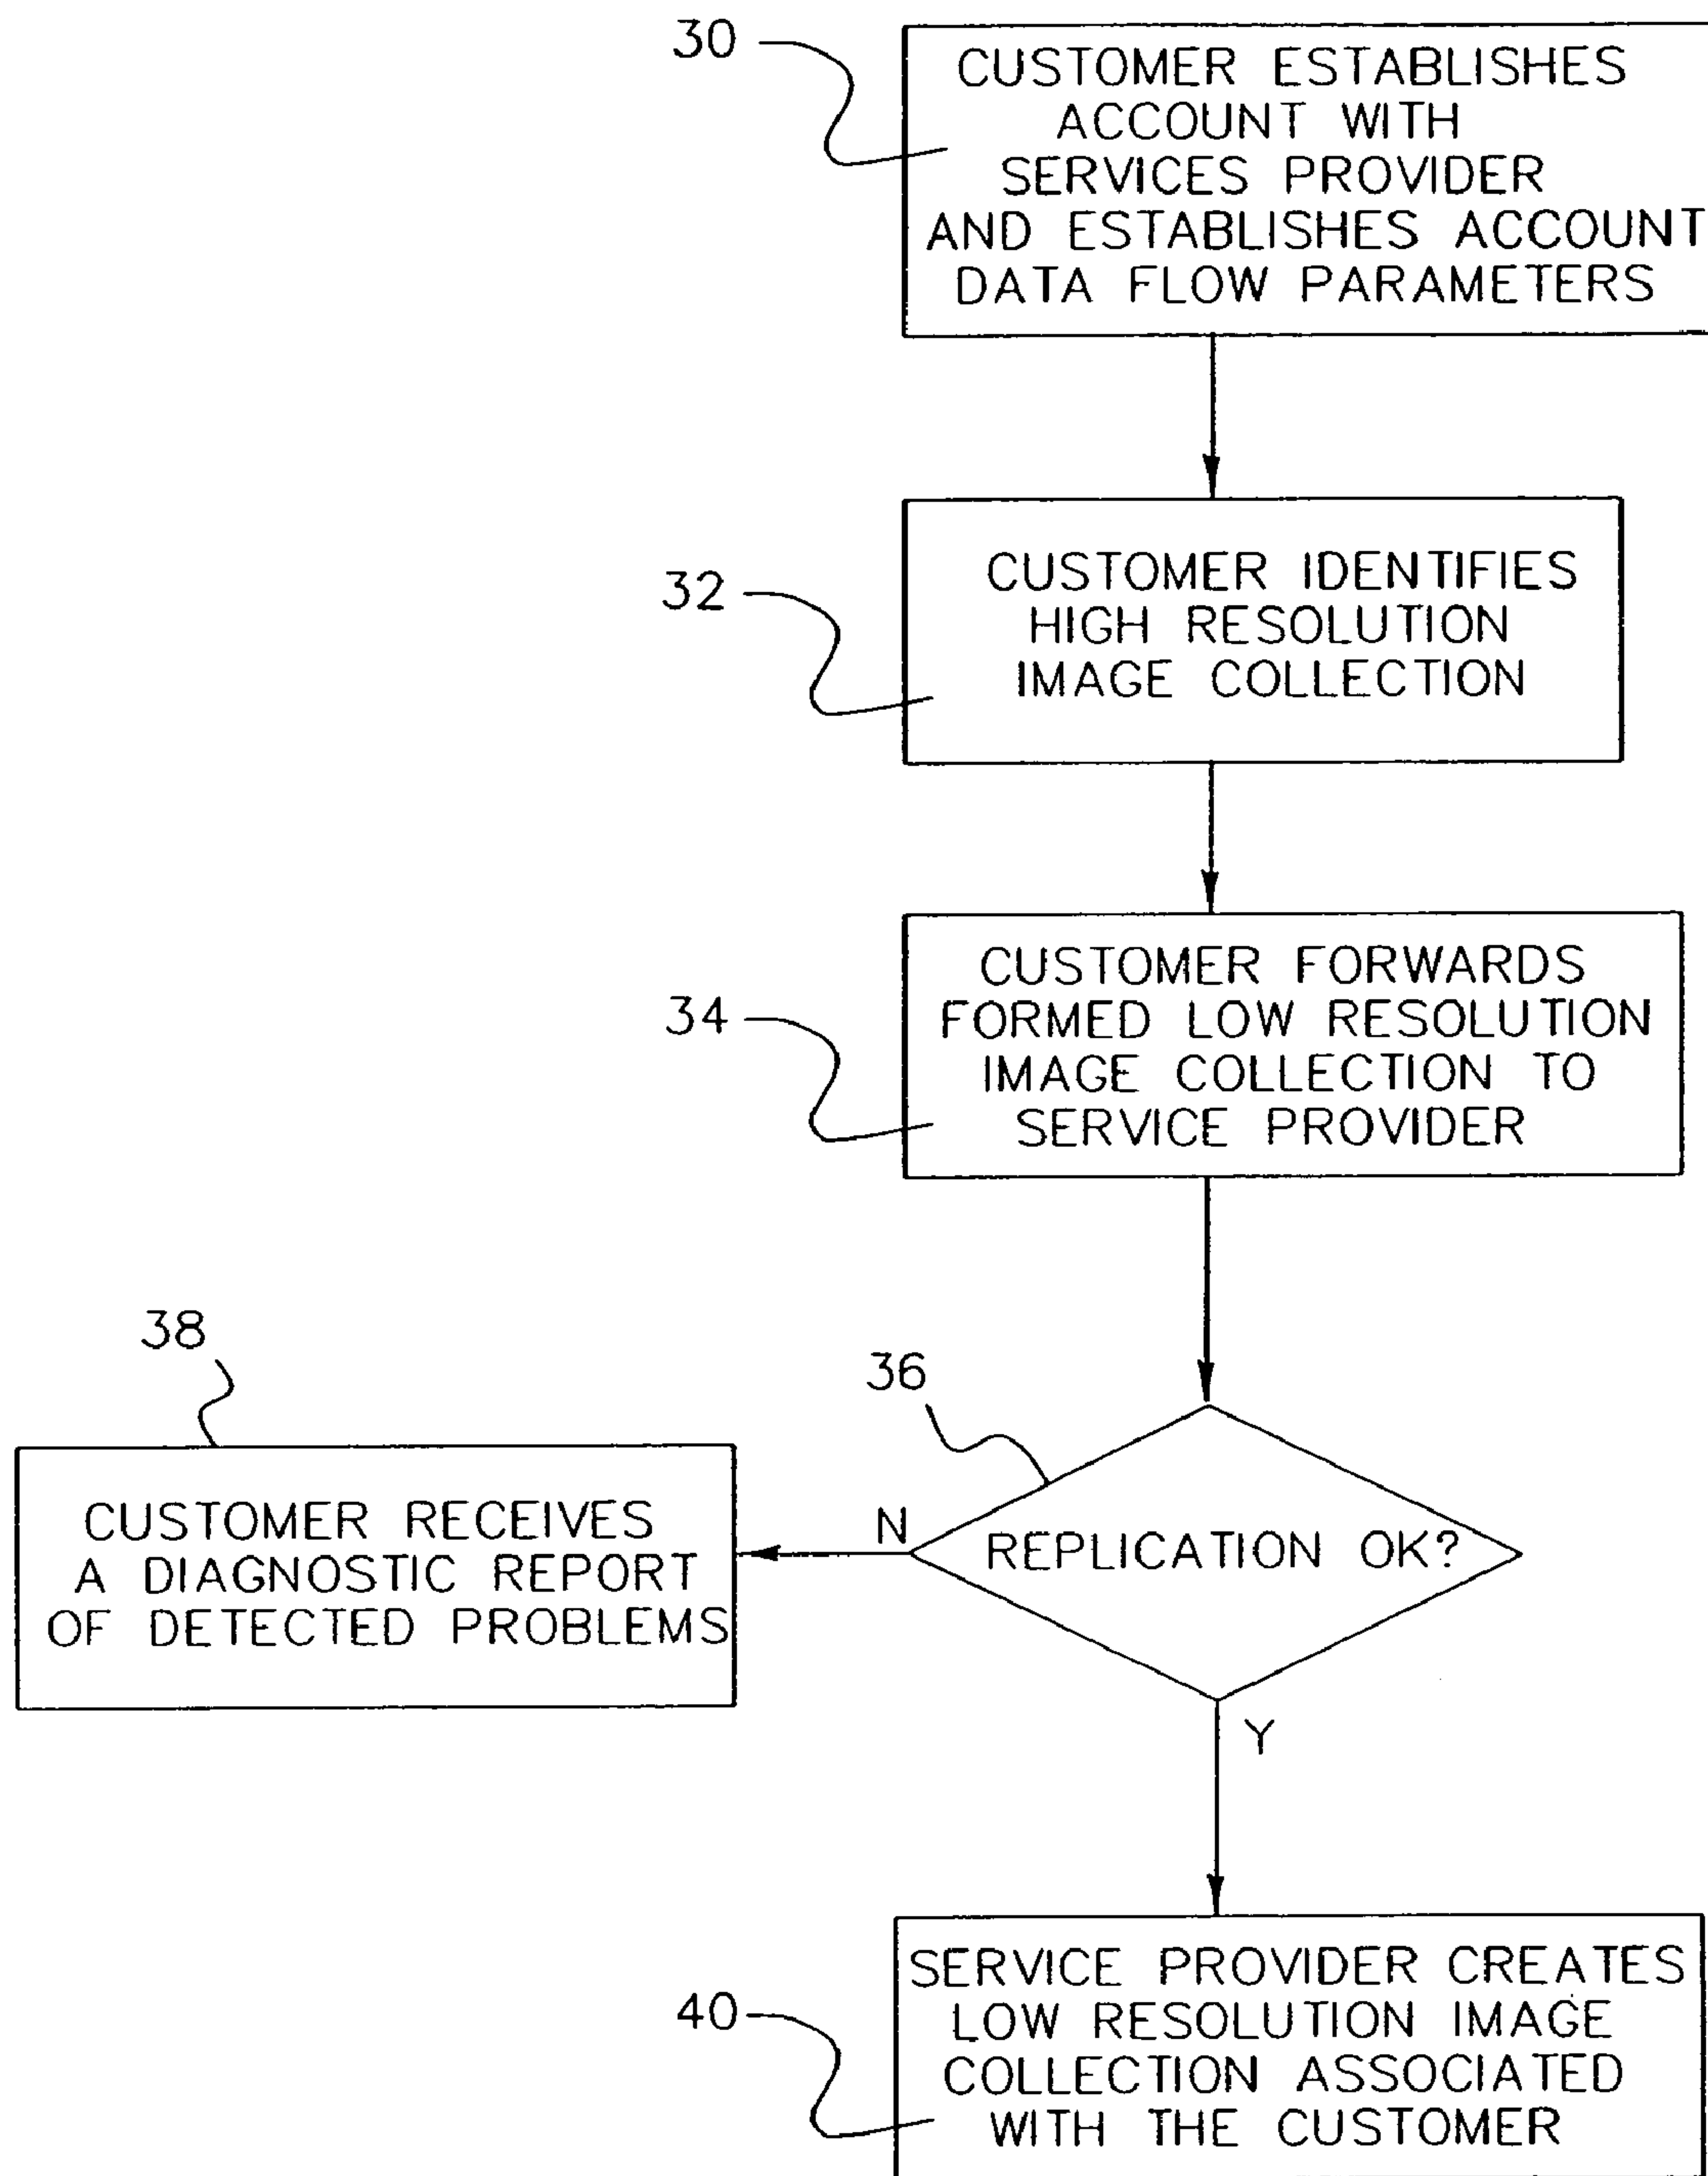 30
CUSTOMER ESTABLISHES
ACCOUNT WITH
SERVICES PROVIDER
AND ESTABLISHES ACCOUNT
DATA FLOW PARAMETERS
32
CUSTOMER IDENTIFIES
HIGH RESOLUTION
IMAGE COLLECTION
34
CUSTOMER FORWARDS
FORMED LOW RESOLUTION
IMAGE COLLECTION TO
SERVICE PROVIDER
36
REPLICATION OK?
N
38
CUSTOMER RECEIVES
A DIAGNOSTIC REPORT
OF DETECTED PROBLEMS
Y
40
SERVICE PROVIDER CREATES
LOW RESOLUTION IMAGE
COLLECTION ASSOCIATED
WITH THE CUSTOMER